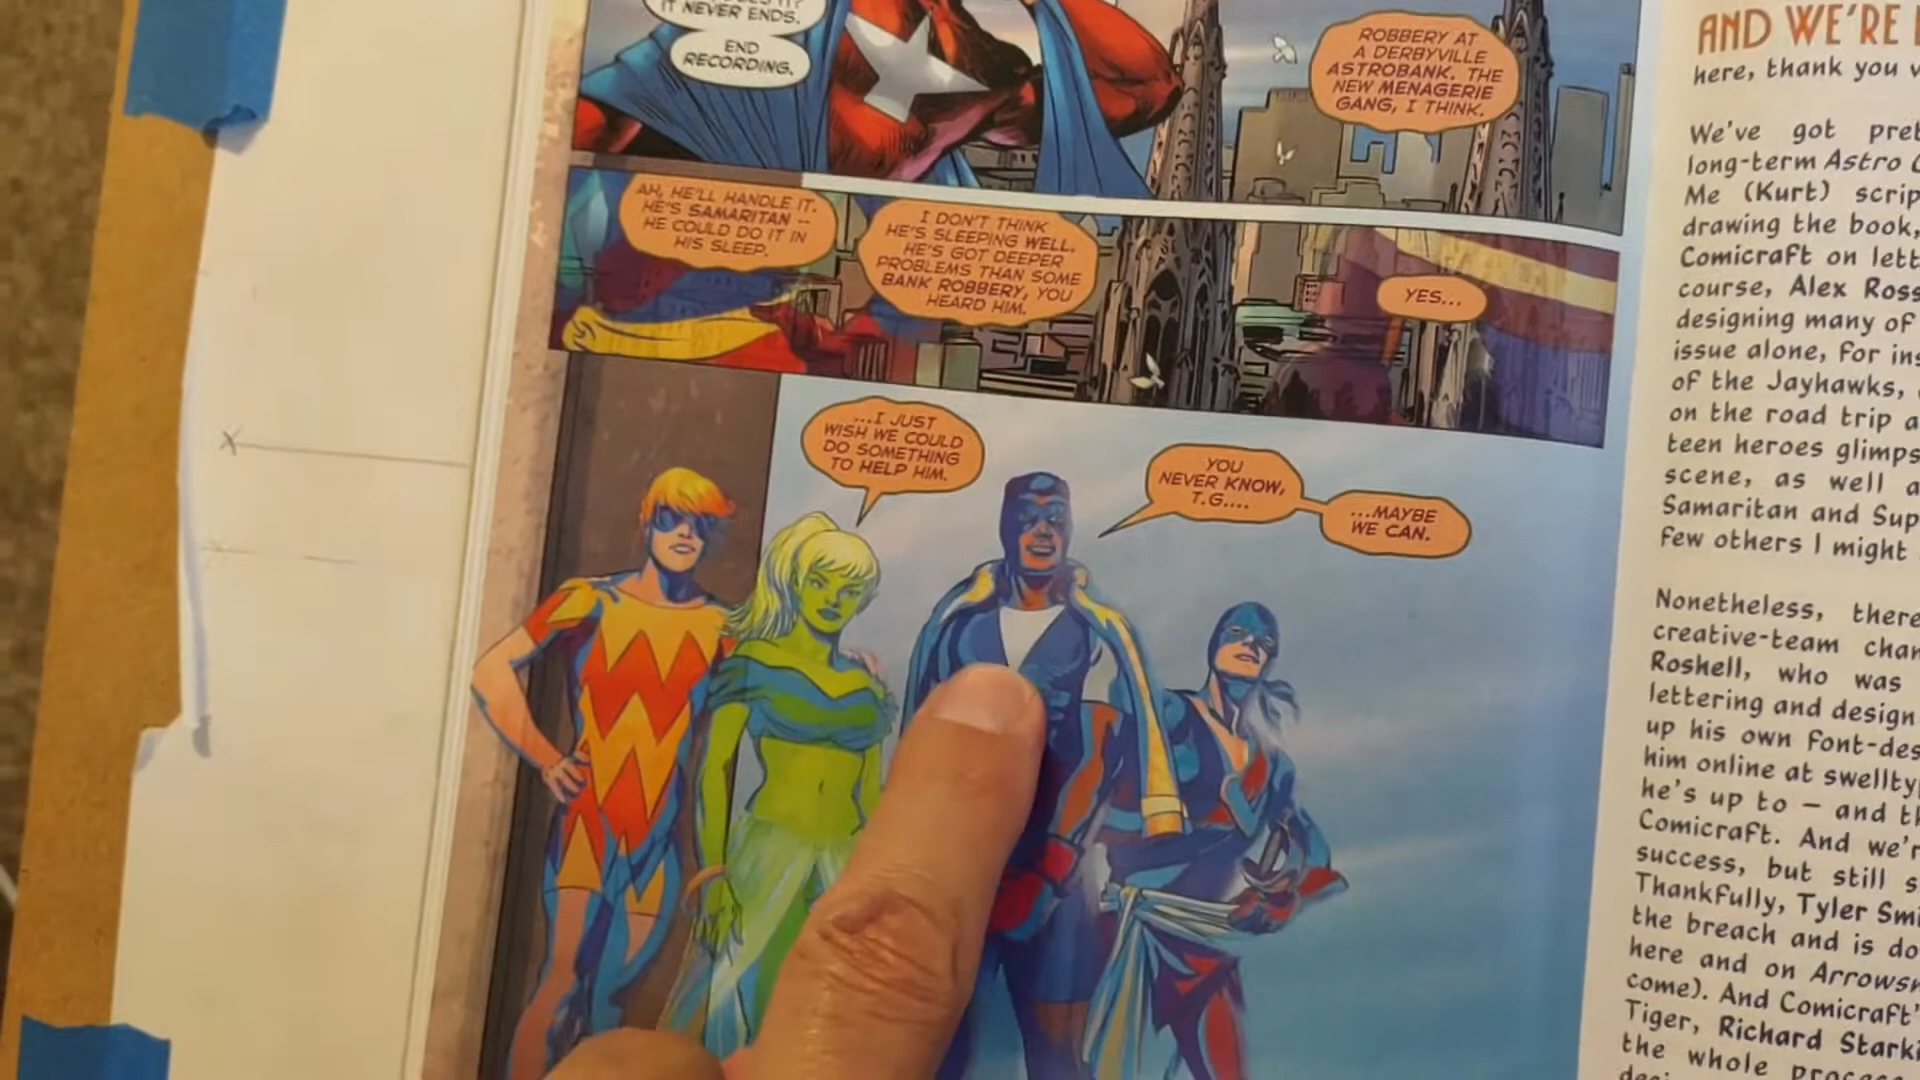 IT NEVER ENDS.
END
RECORDING.
ROBBERY AT
A DERBYVILLE
ASTROBANK. THE
NEW MENAGERIE
GANG, I THINK.
AH, HE'LL HANDLE IT.
HE'S SAMARITAN --
HE COULD DO IT IN
HIS SLEEP.
I DON'T THINK
HE'S SLEEPING WELL.
HE'S GOT DEEPER
PROBLEMS THAN SOME
BANK ROBBERY, YOU
HEARD HIM.
YES...
...I JUST
WISH WE COULD
DO SOMETHING
TO HELP HIM.
YOU
NEVER KNOW,
T.G....
...MAYBE
WE CAN.
AND WE'RE
here, thank you
We've got
long-term Astro
Me (Kurt)
drawing the book,
Comicraft on
course, Alex Ross
designing many of
issue alone, for
of the Jayhawks,
on the road trip
teen heroes
scene, as well
Samaritan and
few others I might
Nonetheless,
creative-team
Roshell, who was
lettering and design
up his own font-
him online at
he's up to — and
Comicraft. And
success, but still
Thankfully, Tyler
the breach and is
here and on
come). And Comicraft'
Tiger, Richard
the whole